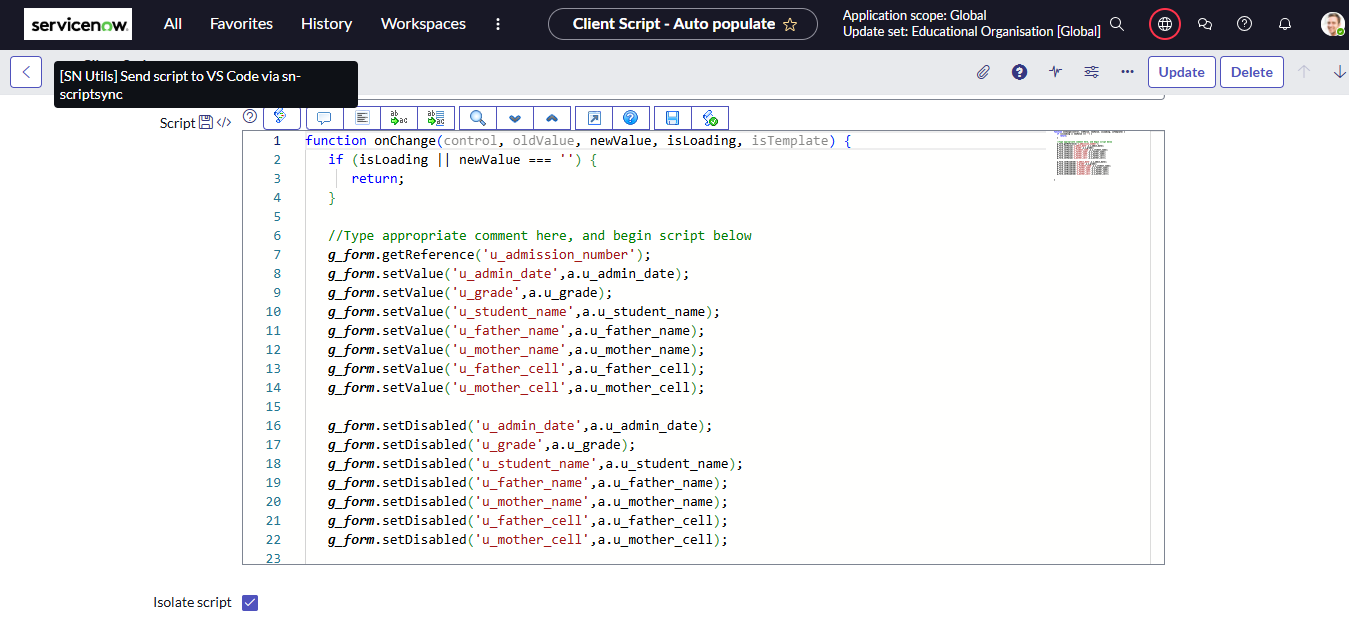 servicenow.
All Favorites History Workspaces
Client Script - Auto populate
Application scope: Global
Update set: Educational Organisation [Global]
[SN Utils] Send script to VS Code via sn-
scriptsync
Update Delete
Script
1 function onChange(control, oldValue, newValue, isLoading, isTemplate) {
2 if (isLoading || newValue === '') {
3 return;
4 }
5
6 //Type appropriate comment here, and begin script below
7 g_form.getReference('u_admission_number');
8 g_form.setValue('u_admin_date',a.u_admin_date);
9 g_form.setValue('u_grade',a.u_grade);
10 g_form.setValue('u_student_name',a.u_student_name);
11 g_form.setValue('u_father_name',a.u_father_name);
12 g_form.setValue('u_mother_name',a.u_mother_name);
13 g_form.setValue('u_father_cell',a.u_father_cell);
14 g_form.setValue('u_mother_cell',a.u_mother_cell);
15
16 g_form.setDisabled('u_admin_date',a.u_admin_date);
17 g_form.setDisabled('u_grade',a.u_grade);
18 g_form.setDisabled('u_student_name',a.u_student_name);
19 g_form.setDisabled('u_father_name',a.u_father_name);
20 g_form.setDisabled('u_mother_name',a.u_mother_name);
21 g_form.setDisabled('u_father_cell',a.u_father_cell);
22 g_form.setDisabled('u_mother_cell',a.u_mother_cell);
23
Isolate script